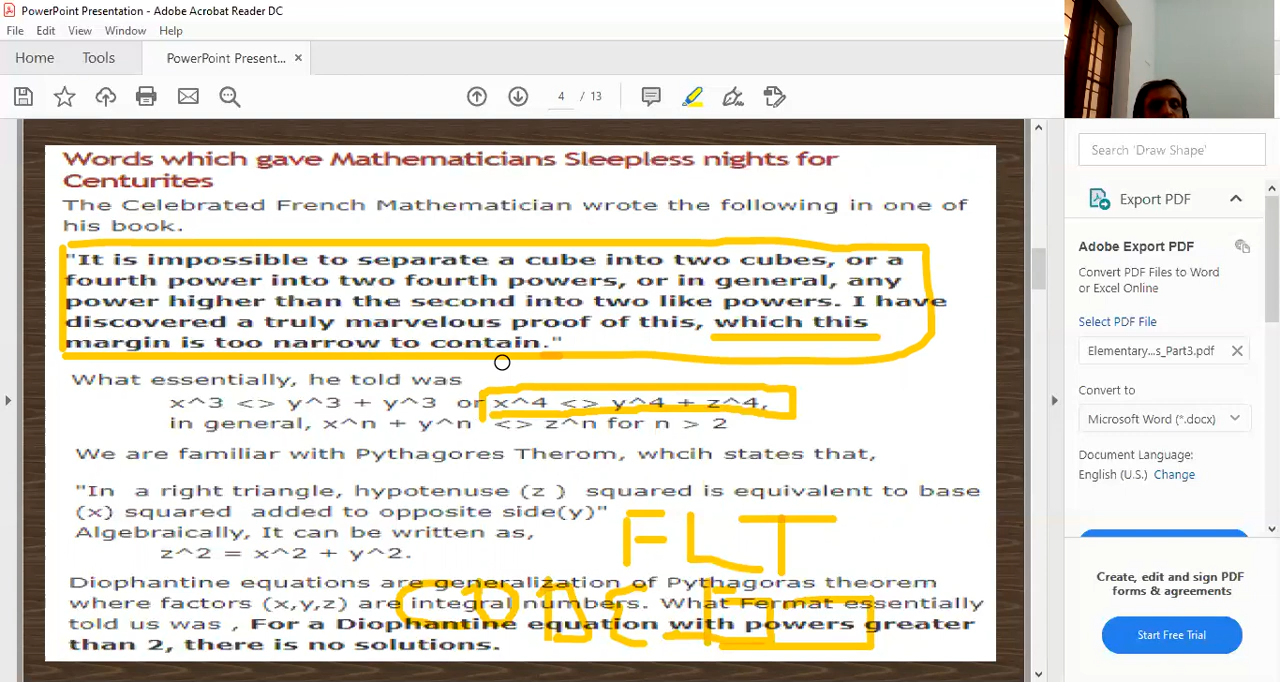 PowerPoint Presentation - Adobe Acrobat Reader DC
File Edit View Window Help
Home Tools PowerPoint Present... ×
4 / 13
Search 'Draw Shape'
Export PDF
Adobe Export PDF
Convert PDF Files to Word
or Excel Online
Select PDF File
Elementary...s_Part3.pdf
Convert to
Microsoft Word (*.docx)
Document Language:
English (U.S.) Change
Create, edit and sign PDF
forms & agreements
Start Free Trial
Words which gave Mathematicians Sleepless nights for
Centurites
The Celebrated French Mathematician wrote the following in one of
his book.
"It is impossible to separate a cube into two cubes, or a
fourth power into two fourth powers, or in general, any
power higher than the second into two like powers. I have
discovered a truly marvelous proof of this, which this
margin is too narrow to contain."
What essentially, he told was
x^3 <> y^3 + y^3 or x^4 <> y^4 + z^4,
in general, x^n + y^n <> z^n for n > 2
We are familiar with Pythagores Therom, whcih states that,
"In a right triangle, hypotenuse (z ) squared is equivalent to base
(x) squared added to opposite side(y)"
Algebraically, It can be written as,
z^2 = x^2 + y^2.
FLT
Diophantine equations are generalization of Pythagoras theorem
where factors (x,y,z) are integral numbers. What Fermat essentially
told us was , For a Diophantine equation with powers greater
than 2, there is no solutions.